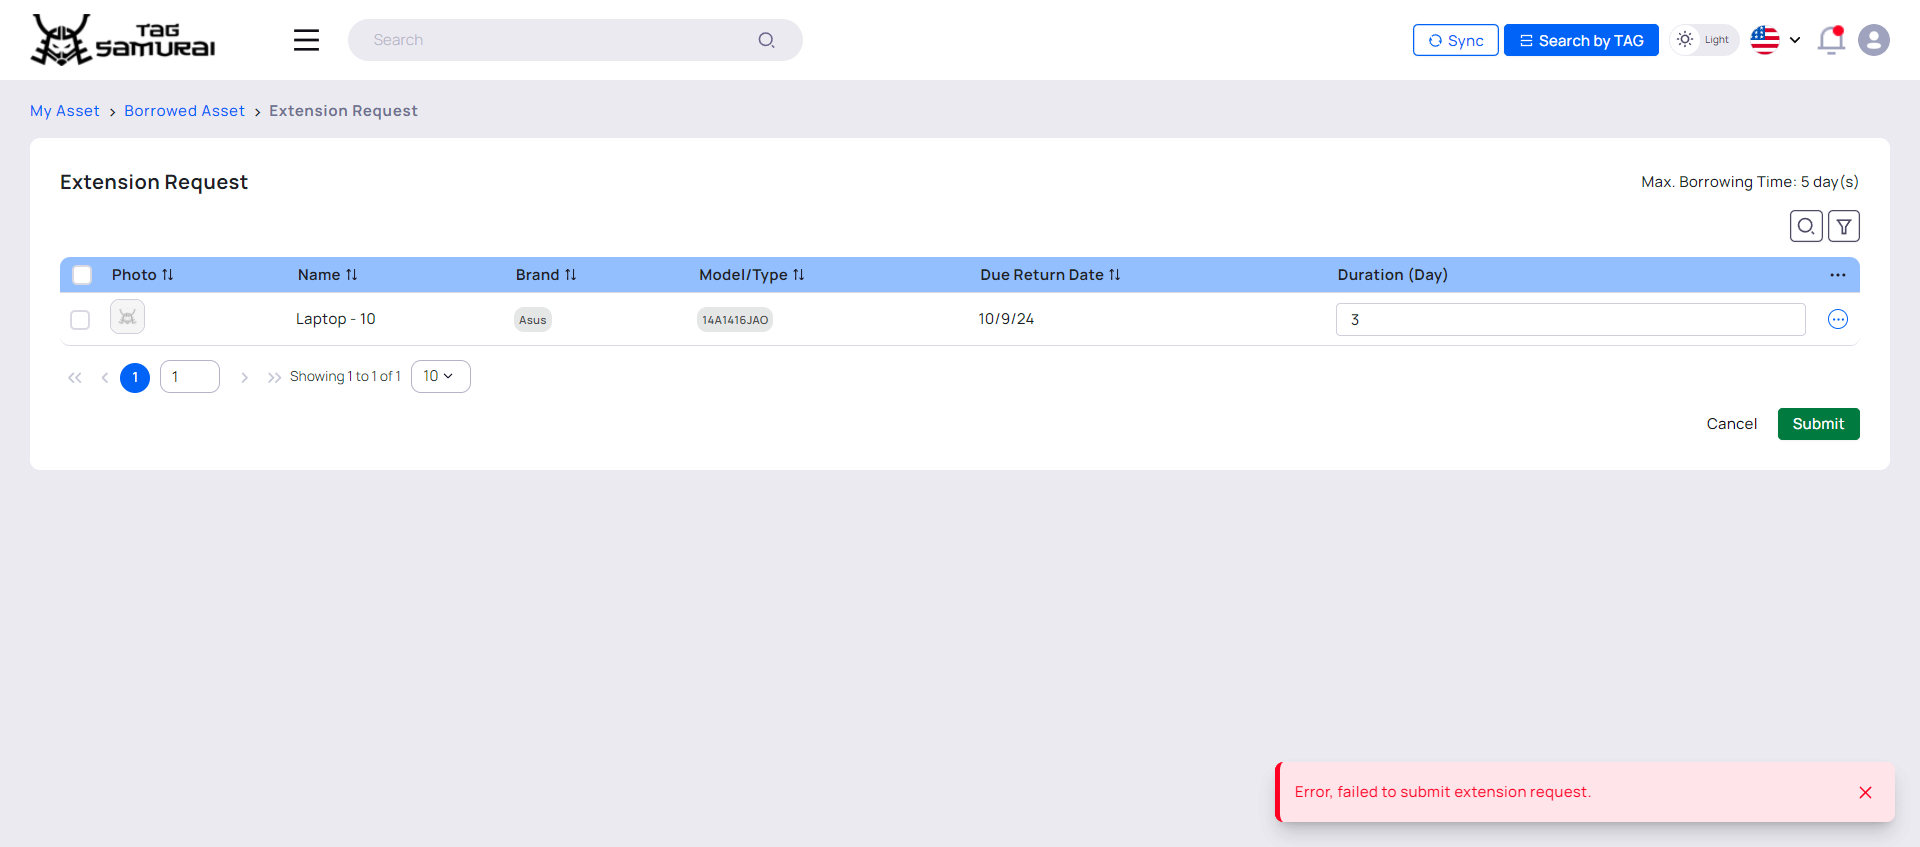 TAG
SAMURAI
Search
Sync
Search by TAG
Light
My Asset > Borrowed Asset > Extension Request
Extension Request
Max. Borrowing Time: 5 day(s)
Photo Name Brand Model/Type Due Return Date Duration (Day) ...
Laptop - 10 Asus 14A1416JAO 10/9/24 3
1 1 Showing 1 to 1 of 1 10
Cancel Submit
Error, failed to submit extension request.